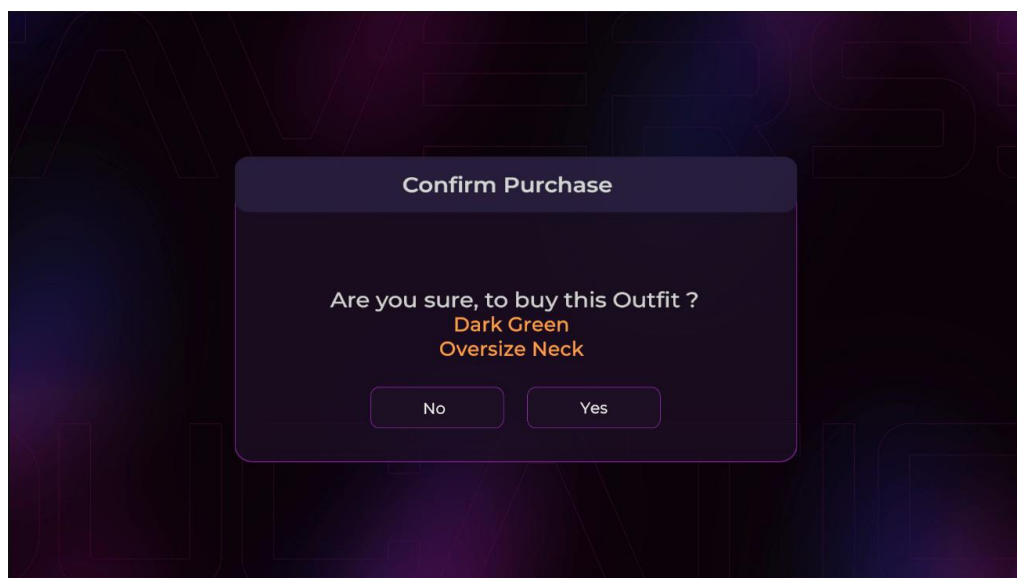 Confirm Purchase
Are you sure, to buy this Outfit ?
Dark Green
Oversize Neck
No
Yes